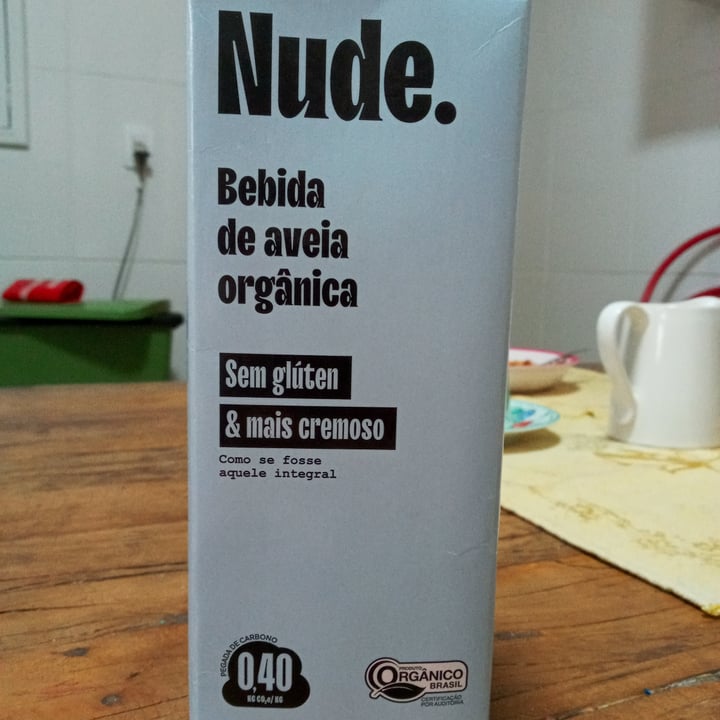 Nude.
Bebida
de aveia
orgânica
Sem glúten
& mais cremoso
Como se fosse
aquele integral
PEGADA DE CARBONO
0,40
KG CO₂e/ KG
PRODUTO
ORGÂNICO
BRASIL
CERTIFICAÇÃO
POR AUDITORIA